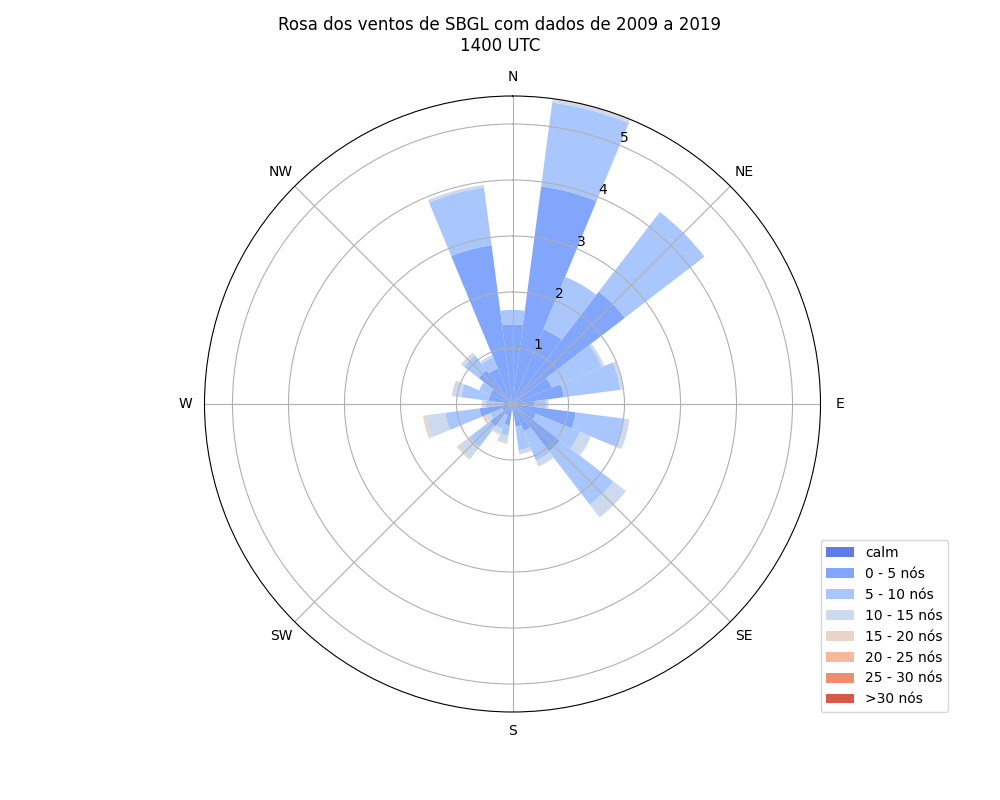 Rosa dos ventos de SBGL com dados de 2009 a 2019
1400 UTC
N
NW
NE
5
4
3
2
1
W
E
SW
SE
S
calm
0 - 5 nós
5 - 10 nós
10 - 15 nós
15 - 20 nós
20 - 25 nós
25 - 30 nós
>30 nós